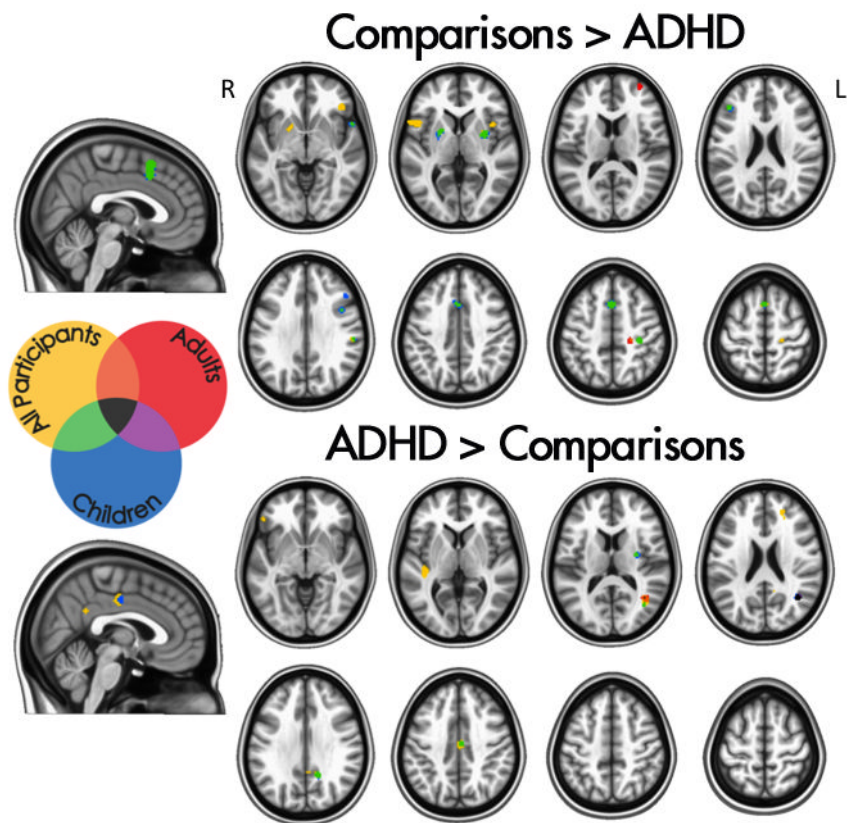 Comparisons > ADHD
R
L
All Participants
Adults
Children
ADHD > Comparisons